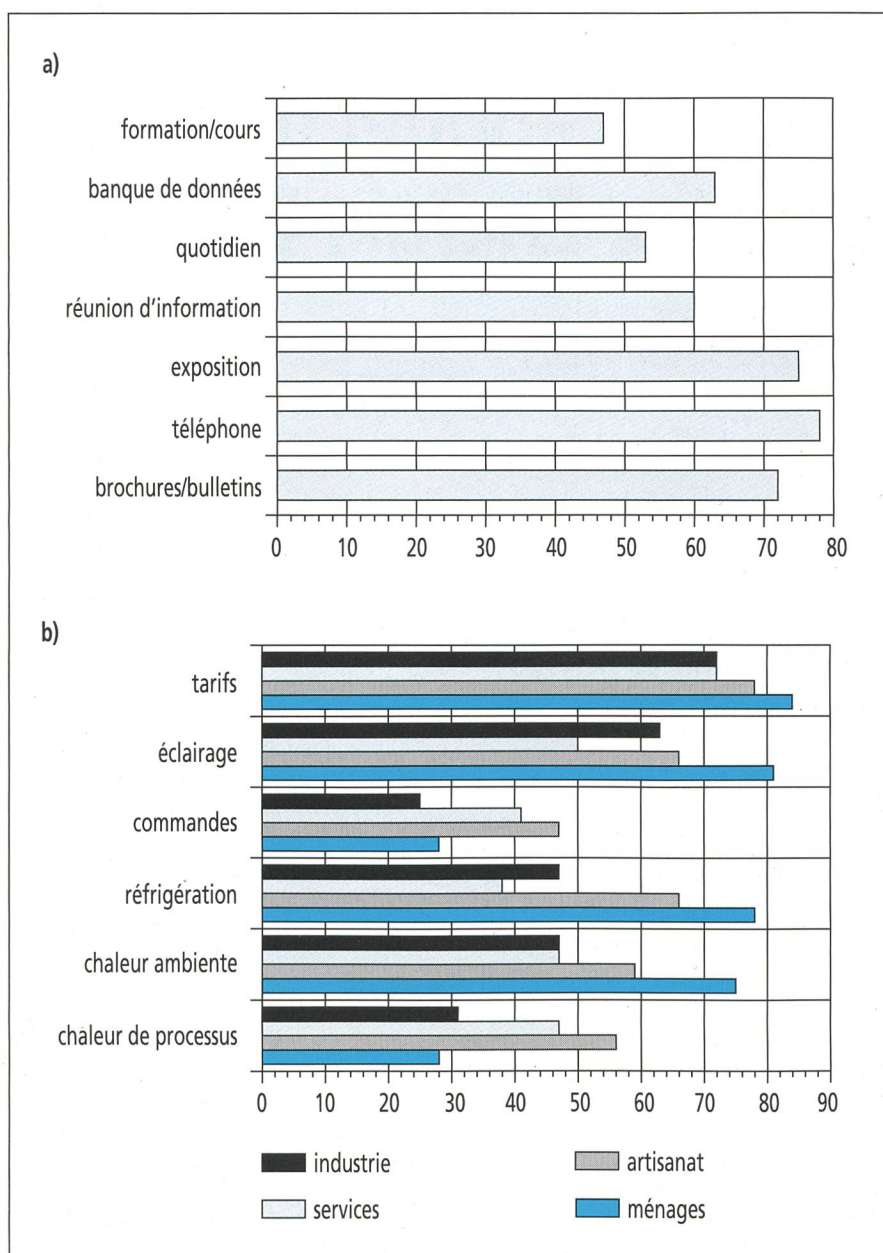 a)
formation/cours
banque de données
quotidien
réunion d'information
exposition
téléphone
brochures/bulletins
0 10 20 30 40 50 60 70 80
b)
tarifs
éclairage
commandes
réfrigération
chaleur ambiente
chaleur de processus
0 10 20 30 40 50 60 70 80 90
industrie artisanat
services ménages